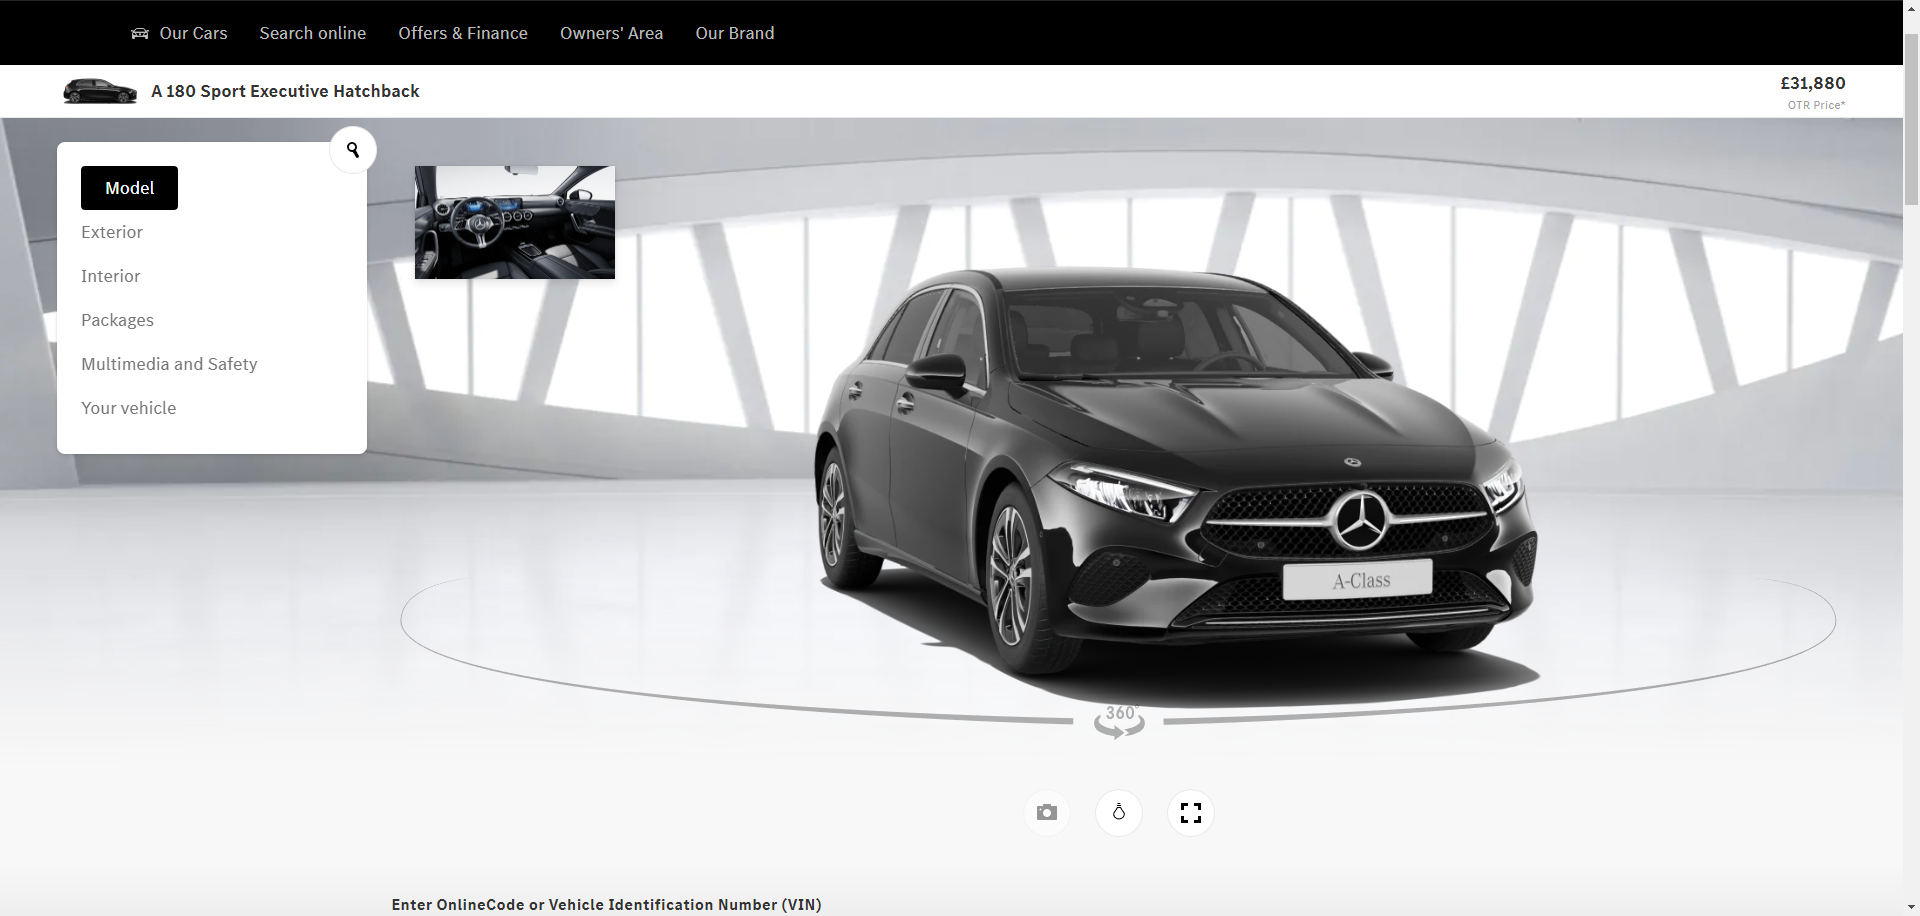 Our Cars
Search online
Offers & Finance
Owners' Area
Our Brand
A 180 Sport Executive Hatchback
£31,880
OTR Price*
Model
Exterior
Interior
Packages
Multimedia and Safety
Your vehicle
A-Class
360°
Enter OnlineCode or Vehicle Identification Number (VIN)